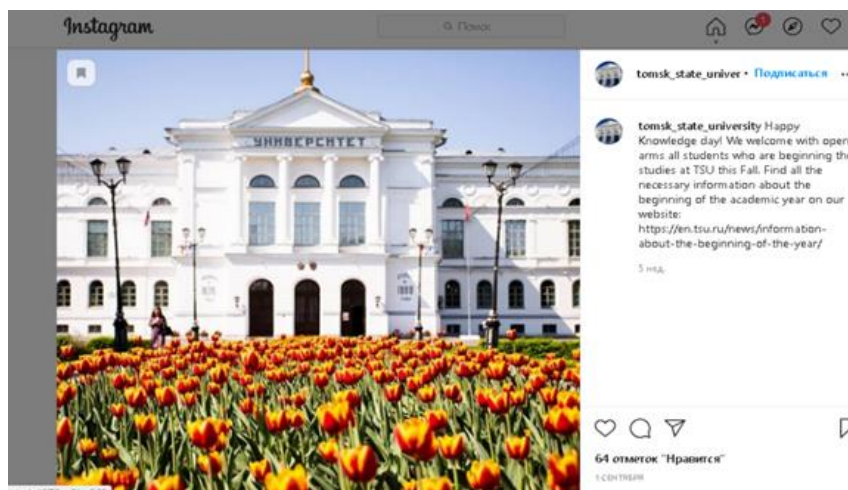 Instagram
Поиск
1
УНИВЕРСИТЕТ
tomsk_state_univer • Подписаться
tomsk_state_university Happy
Knowledge day! We welcome with open
arms all students who are beginning the
studies at TSU this Fall. Find all the
necessary information about the
beginning of the academic year on our
website:
https://en.tsu.ru/news/information-
about-the-beginning-of-the-year/
5 нед.
64 отметок "Нравится"
1 СЕНТЯБРЯ